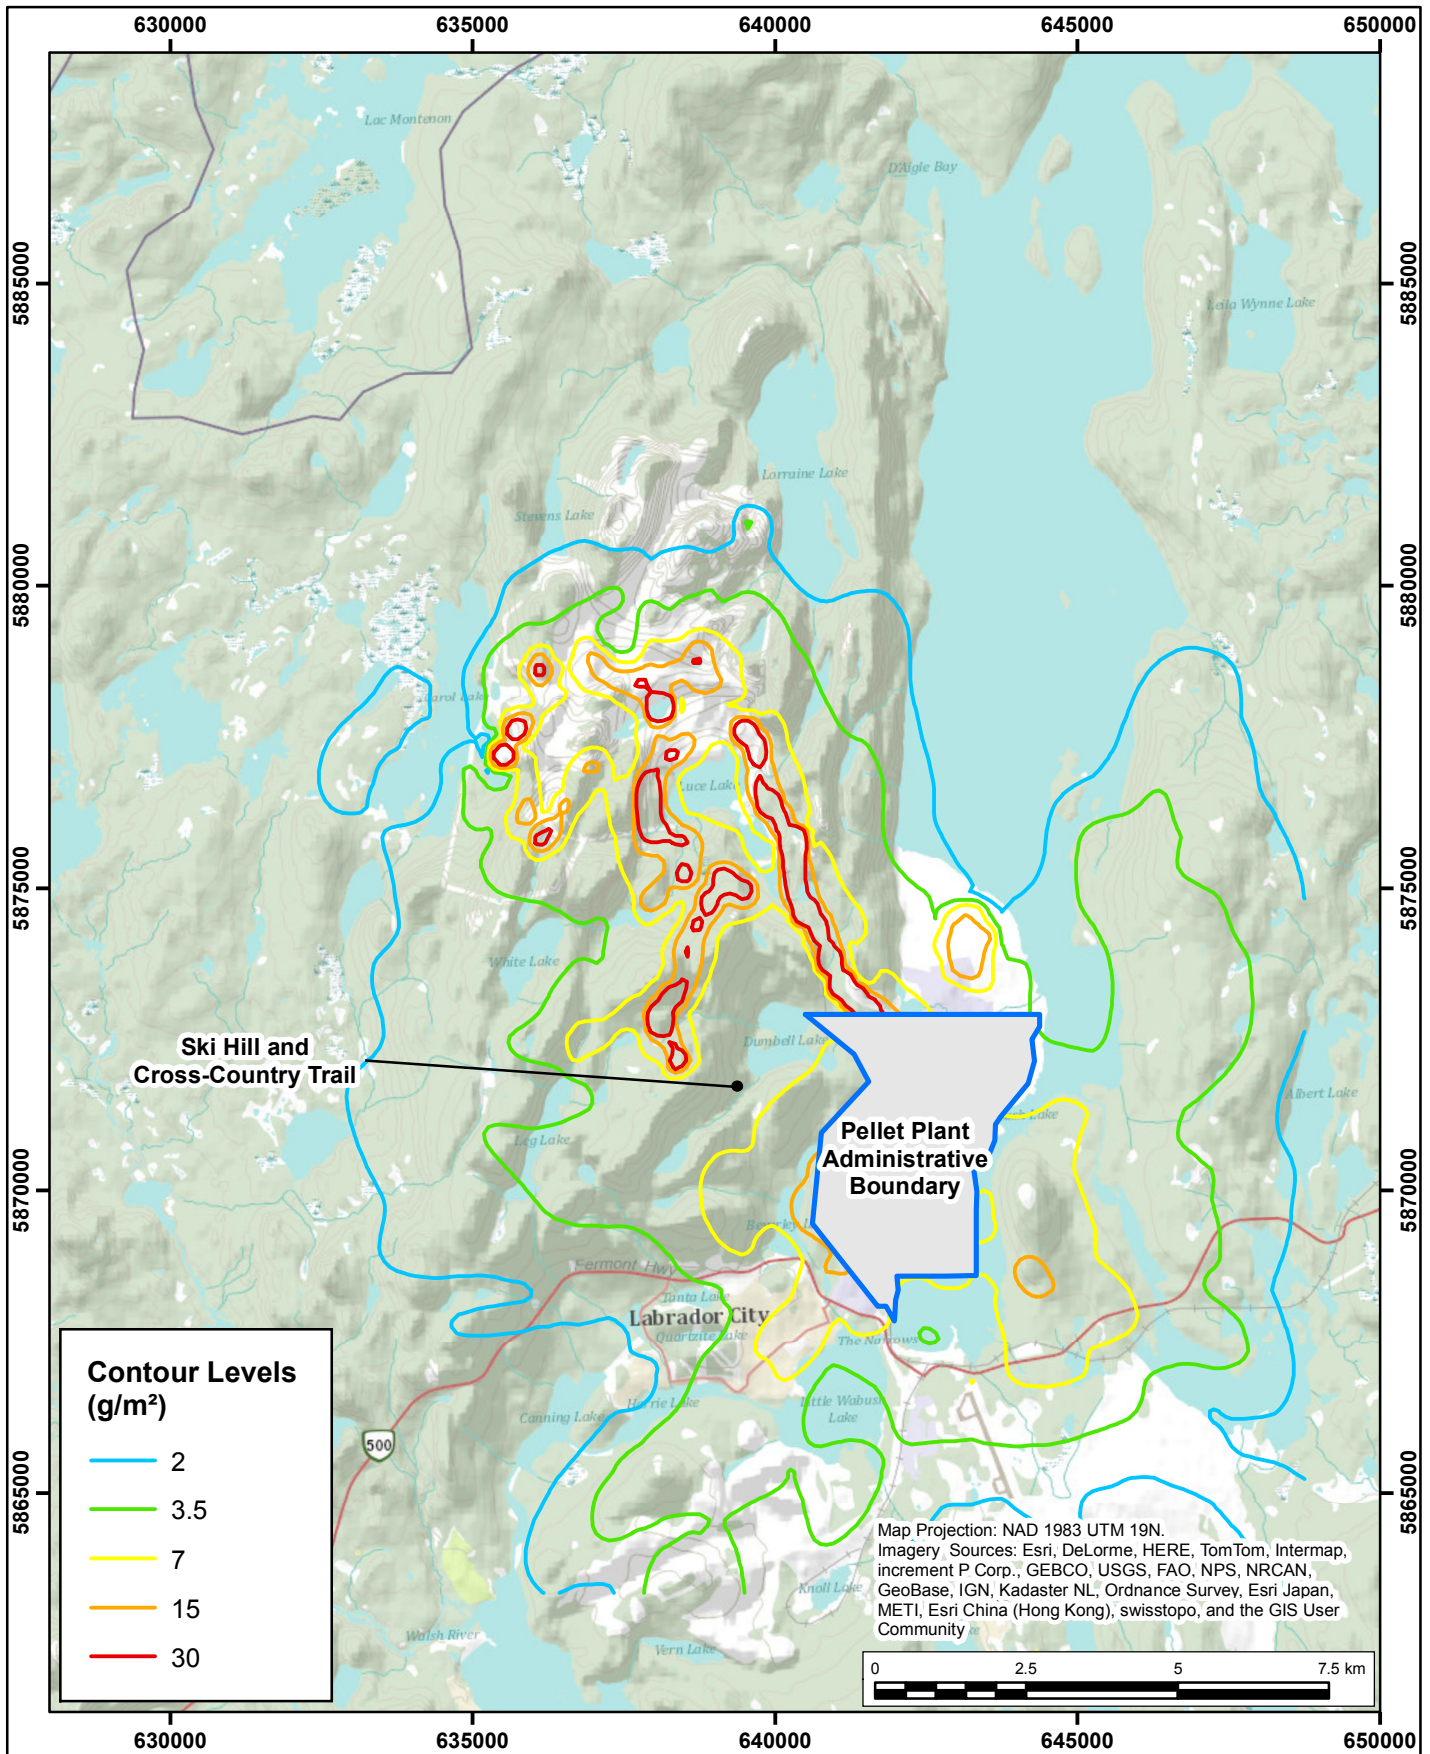 630000
635000
640000
645000
650000
Lac Montenon
D'Aigle Bay
5885000
5885000
Leila Wynne Lake
Lorraine Lake
Stevens Lake
5880000
5880000
Carol Lake
Luce Lake
5875000
5875000
White Lake
Ski Hill and
Cross-Country Trail
Dumbell Lake
Albert Lake
Pellet Plant
Administrative
Boundary
Leg Lake
5870000
5870000
Fermont Hwy
Tanta Lake
Labrador City
Quartzite Lake
The Narrows
Contour Levels
(g/m²)
2
3.5
7
15
30
Harrie Lake
Little Wabush
Lake
Canning Lake
500
5865000
5865000
Map Projection: NAD 1983 UTM 19N.
Imagery Sources: Esri, DeLorme, HERE, TomTom, Intermap,
increment P Corp., GEBCO, USGS, FAO, NPS, NRCAN,
GeoBase, IGN, Kadaster NL, Ordnance Survey, Esri Japan,
METI, Esri China (Hong Kong), swisstopo, and the GIS User
Community
Knoll Lake
Walsh River
Vern Lake
0
2.5
5
7.5 km
630000
635000
640000
645000
650000